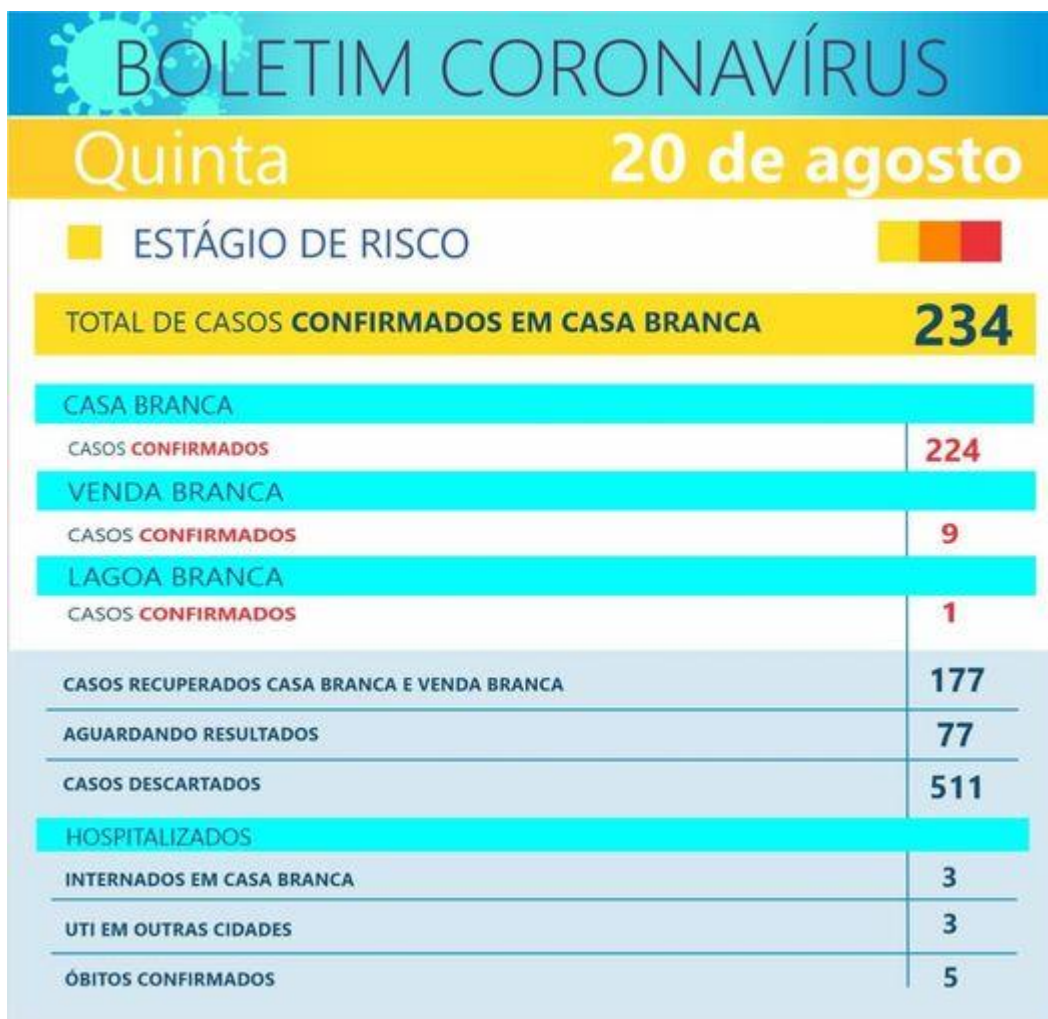 BOLETIM CORONAVÍRUS
Quinta 20 de agosto
ESTÁGIO DE RISCO
TOTAL DE CASOS CONFIRMADOS EM CASA BRANCA 234
CASA BRANCA
CASOS CONFIRMADOS 224
VENDA BRANCA
CASOS CONFIRMADOS 9
LAGOA BRANCA
CASOS CONFIRMADOS 1
CASOS RECUPERADOS CASA BRANCA E VENDA BRANCA 177
AGUARDANDO RESULTADOS 77
CASOS DESCARTADOS 511
HOSPITALIZADOS
INTERNADOS EM CASA BRANCA 3
UTI EM OUTRAS CIDADES 3
ÓBITOS CONFIRMADOS 5